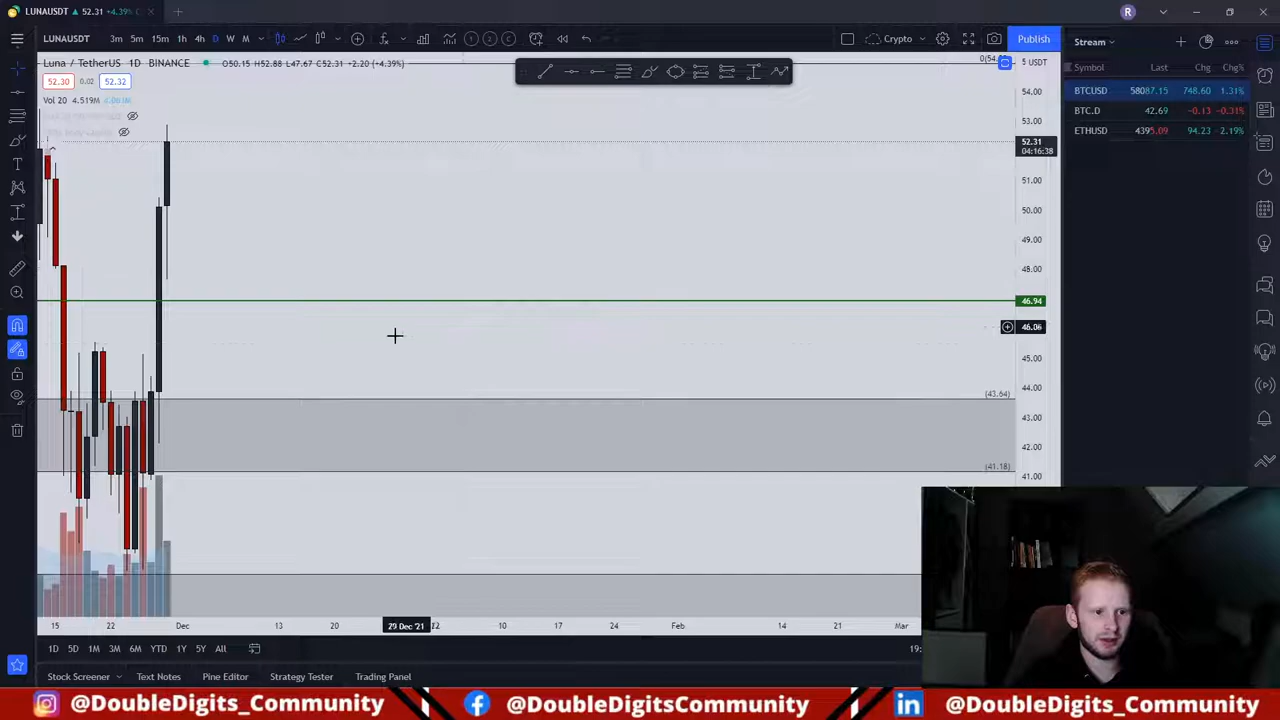 LUNAUSDT ▲ 52.31 +4.39%
R
LUNAUSDT 3m 5m 15m 1h 4h D W M
Crypto
Publish
Stream
Luna / TetherUS 1D BINANCE O50.15 H52.88 L47.67 C52.31 +2.20 (+4.39%)
52.30 0.02 52.32
Vol 20 4.519M
Symbol Last Chg Chg%
BTCUSD 58087.15 748.60 1.31%
BTC.D 42.69 -0.13 -0.31%
ETHUSD 4395.09 94.23 2.19%
5 USDT
54.00
53.00
52.31
04:16:38
51.00
50.00
49.00
48.00
46.94
46.06
45.00
44.00
(43.64)
43.00
42.00
(41.18)
41.00
15 22 Dec 13 20 29 Dec '21 10 17 24 Feb 14 21 Mar
1D 5D 1M 3M 6M YTD 1Y 5Y All
Stock Screener Text Notes Pine Editor Strategy Tester Trading Panel
@DoubleDigits_Community @DoubleDigitsCommunity @DoubleDigits_Community